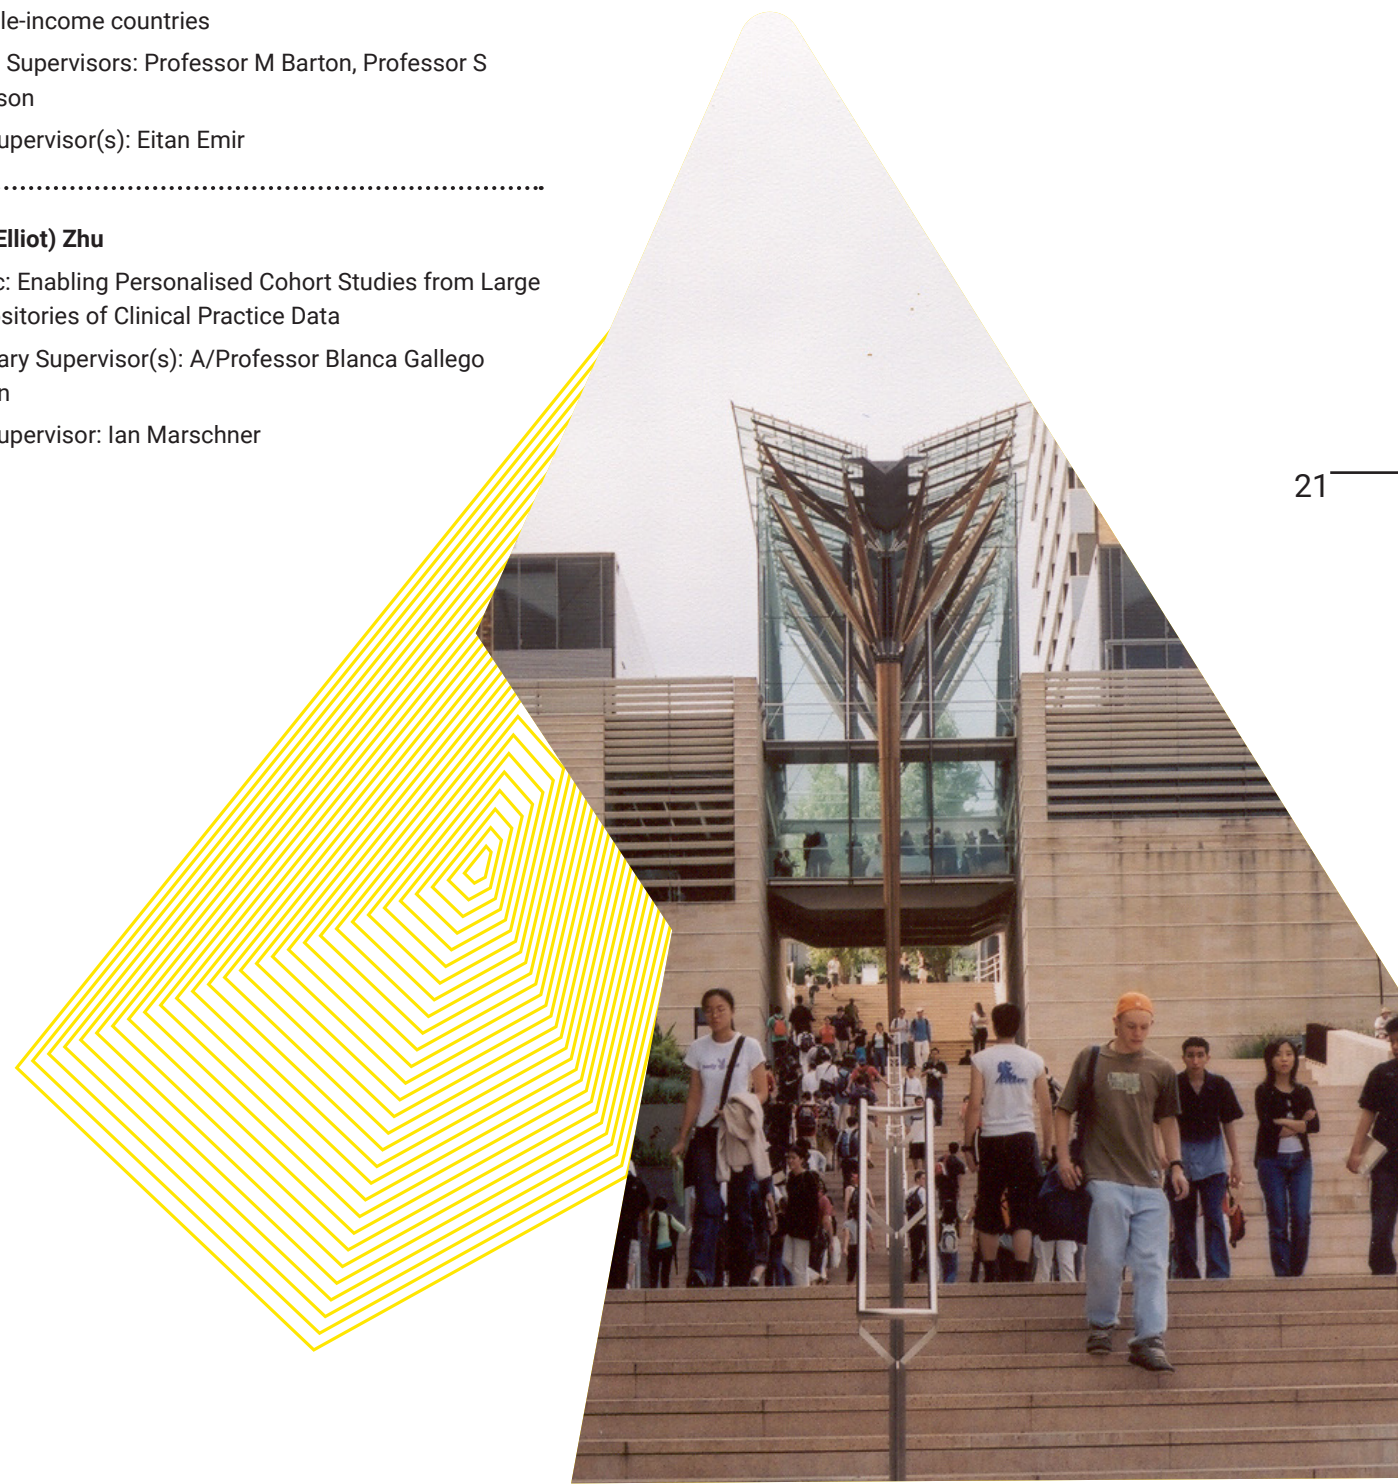 le-income countries
Supervisors: Professor M Barton, Professor S
son
upervisor(s): Eitan Emir
Elliot) Zhu
c: Enabling Personalised Cohort Studies from Large
sitories of Clinical Practice Data
ary Supervisor(s): A/Professor Blanca Gallego
n
upervisor: Ian Marschner
21